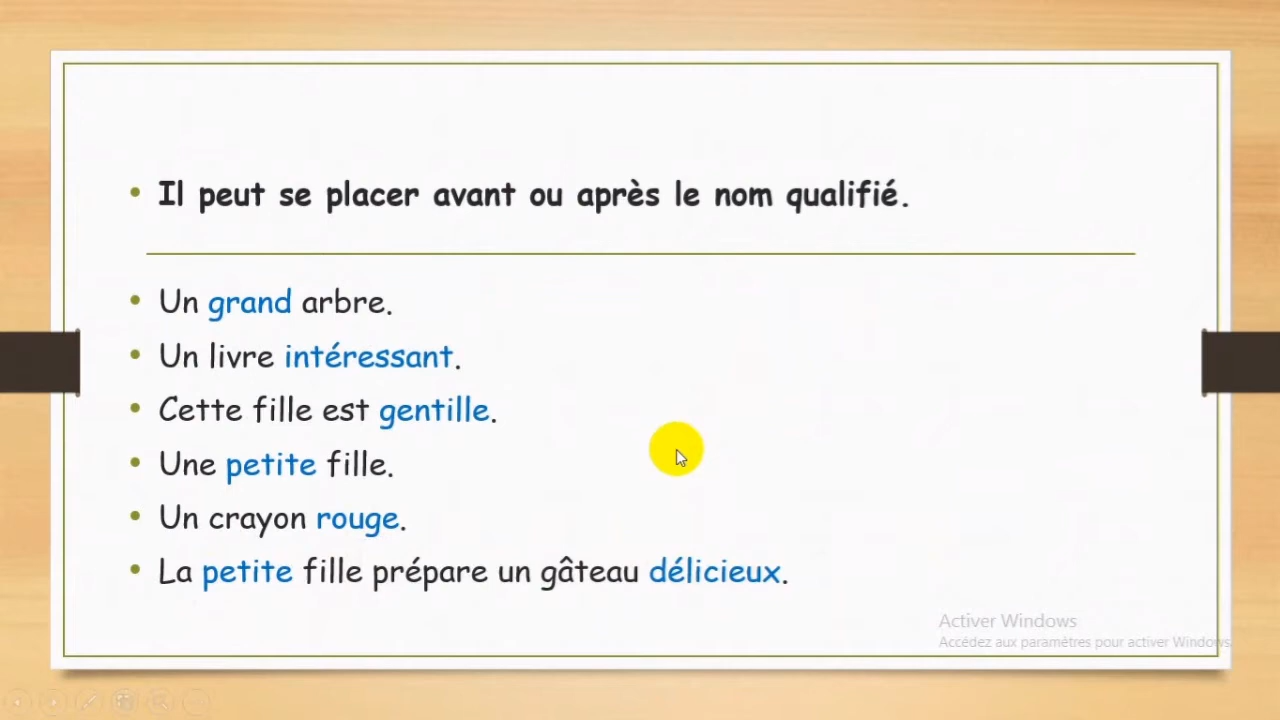 Il peut se placer avant ou après le nom qualifié.
Un grand arbre.
Un livre intéressant.
Cette fille est gentille.
Une petite fille.
Un crayon rouge.
La petite fille prépare un gâteau délicieux.
Activer Windows
Accédez aux paramètres pour activer Windows.